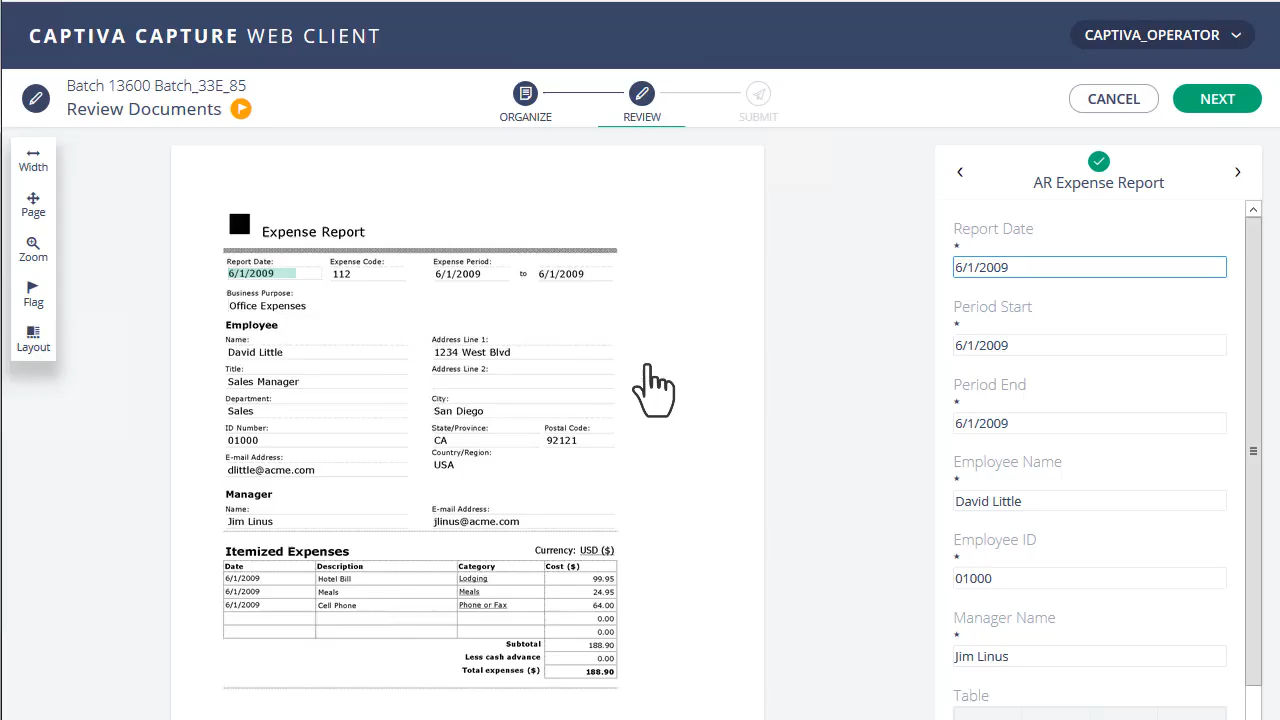 CAPTIVA CAPTURE WEB CLIENT
CAPTIVA_OPERATOR
Batch 13600 Batch_33E_85
Review Documents
ORGANIZE
REVIEW
SUBMIT
CANCEL
NEXT
Width
Page
Zoom
Flag
Layout
Expense Report
Report Date: Expense Code: Expense Period:
6/1/2009 112 6/1/2009 to 6/1/2009
Business Purpose:
Office Expenses
Employee
Name: Address Line 1:
David Little 1234 West Blvd
Title: Address Line 2:
Sales Manager
Department: City:
Sales San Diego
ID Number: State/Province: Postal Code:
01000 CA 92121
E-mail Address: Country/Region:
dlittle@acme.com USA
Manager
Name: E-mail Address:
Jim Linus jlinus@acme.com
Itemized Expenses Currency: USD ($)
Date Description Category Cost ($)
6/1/2009 Hotel Bill Lodging 99.95
6/1/2009 Meals Meals 24.95
6/1/2009 Cell Phone Phone or Fax 64.00
0.00
0.00
Subtotal 188.90
Less cash advance 0.00
Total expenses ($) 188.90
AR Expense Report
Report Date
*
6/1/2009
Period Start
*
6/1/2009
Period End
*
6/1/2009
Employee Name
*
David Little
Employee ID
*
01000
Manager Name
*
Jim Linus
Table